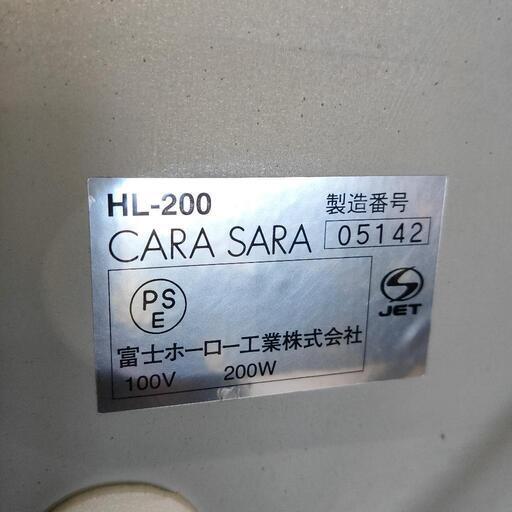 HL-200 製造番号
CARA SARA 05142
PS
E
JET
富士ホーロー工業株式会社
100V 200W